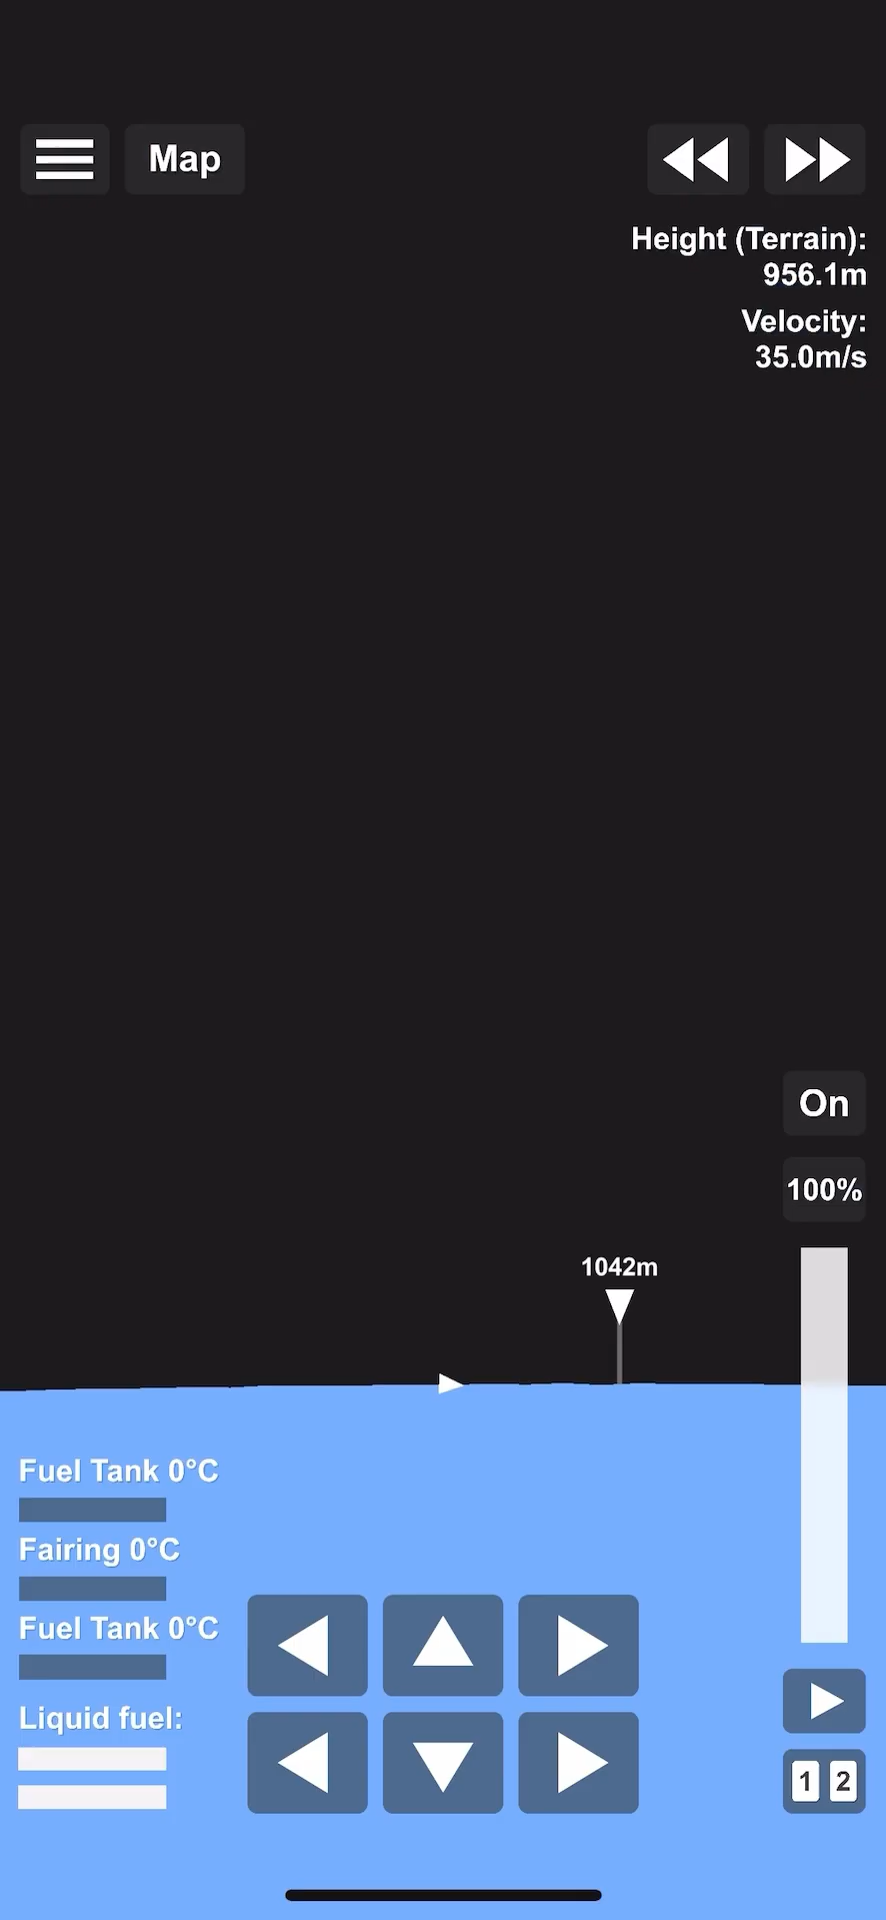 Map
Height (Terrain):
956.1m
Velocity:
35.0m/s
On
100%
1042m
Fuel Tank 0°C
Fairing 0°C
Fuel Tank 0°C
Liquid fuel:
1 2